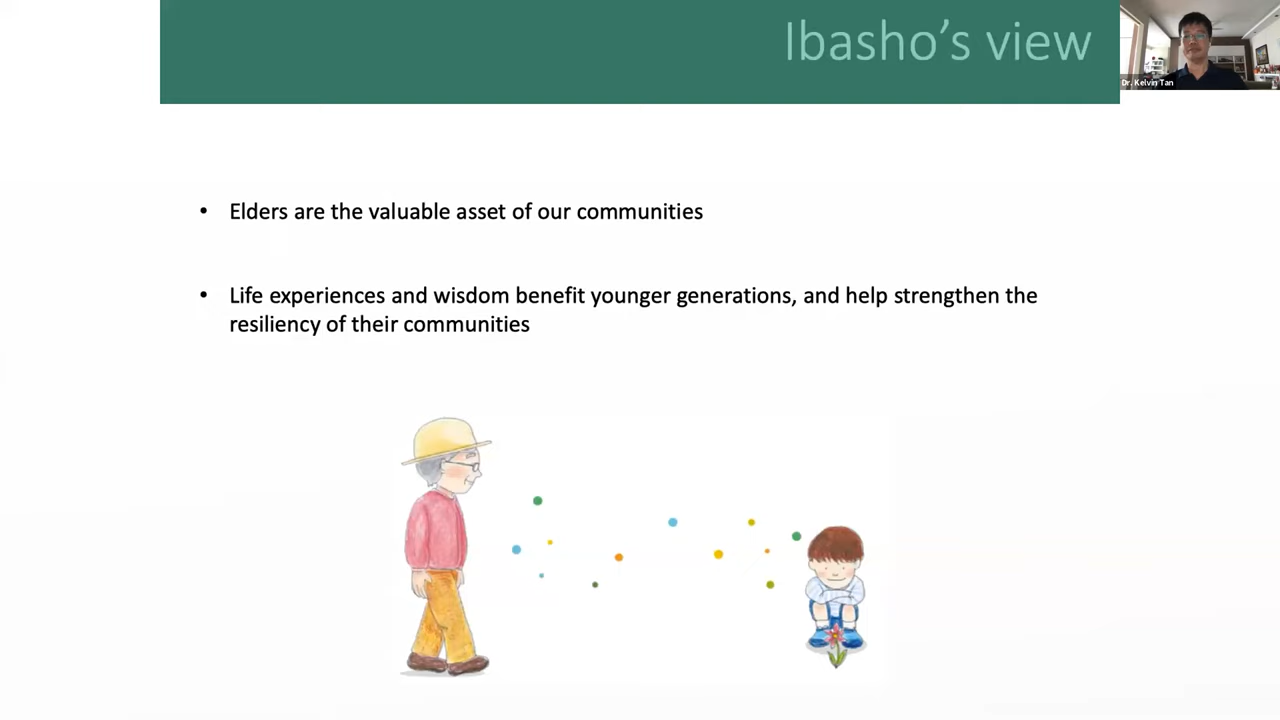 Ibasho's view
Dr. Kelvin Tan
• Elders are the valuable asset of our communities
• Life experiences and wisdom benefit younger generations, and help strengthen the
resiliency of their communities